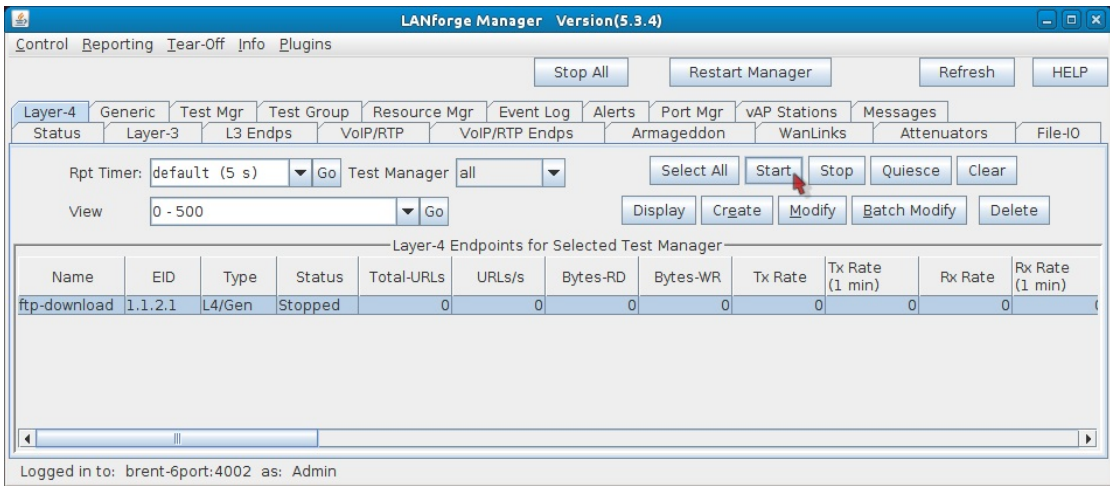 LANforge Manager Version(5.3.4)
Control Reporting Tear-Off Info Plugins
Stop All Restart Manager Refresh HELP
Layer-4 Generic Test Mgr Test Group Resource Mgr Event Log Alerts Port Mgr vAP Stations Messages
Status Layer-3 L3 Endps VoIP/RTP VoIP/RTP Endps Armageddon WanLinks Attenuators File-IO
Rpt Timer: default (5 s) Go Test Manager all Select All Start Stop Quiesce Clear
View 0 - 500 Go Display Create Modify Batch Modify Delete
Layer-4 Endpoints for Selected Test Manager
Name EID Type Status Total-URLs URLs/s Bytes-RD Bytes-WR Tx Rate Tx Rate (1 min) Rx Rate Rx Rate (1 min)
ftp-download 1.1.2.1 L4/Gen Stopped 0 0 0 0 0 0 0
Logged in to: brent-6port:4002 as: Admin